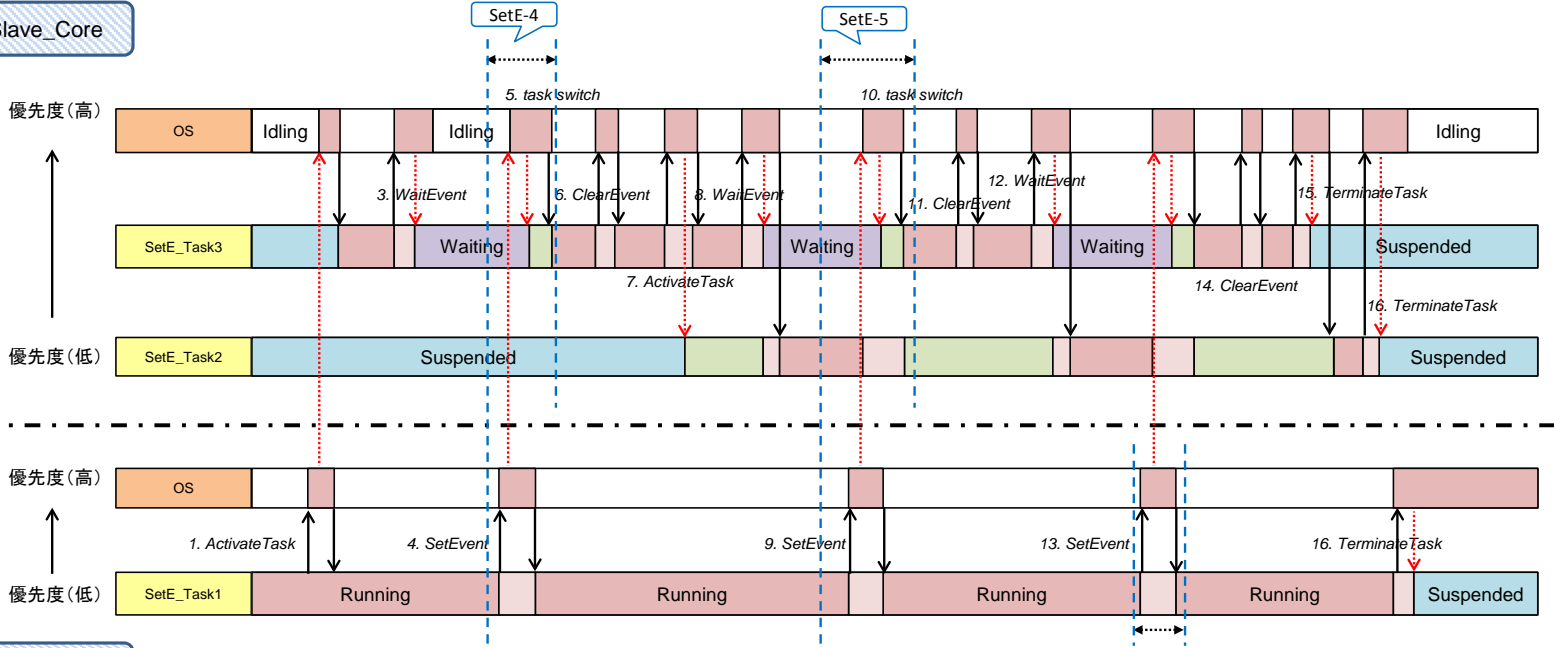 SetE-4
SetE-5
Slave_Core
5. task switch
10. task switch
優先度(高)
OS
Idling
Idling
Idling
3. WaitEvent
6. ClearEvent
8. WaitEvent
11. ClearEvent
12. WaitEvent
15. TerminateTask
SetE_Task3
Waiting
Waiting
Waiting
Suspended
7. ActivateTask
14. ClearEvent
16. TerminateTask
優先度(低)
SetE_Task2
Suspended
Suspended
優先度(高)
OS
1. ActivateTask
4. SetEvent
9. SetEvent
13. SetEvent
16. TerminateTask
優先度(低)
SetE_Task1
Running
Running
Running
Running
Suspended